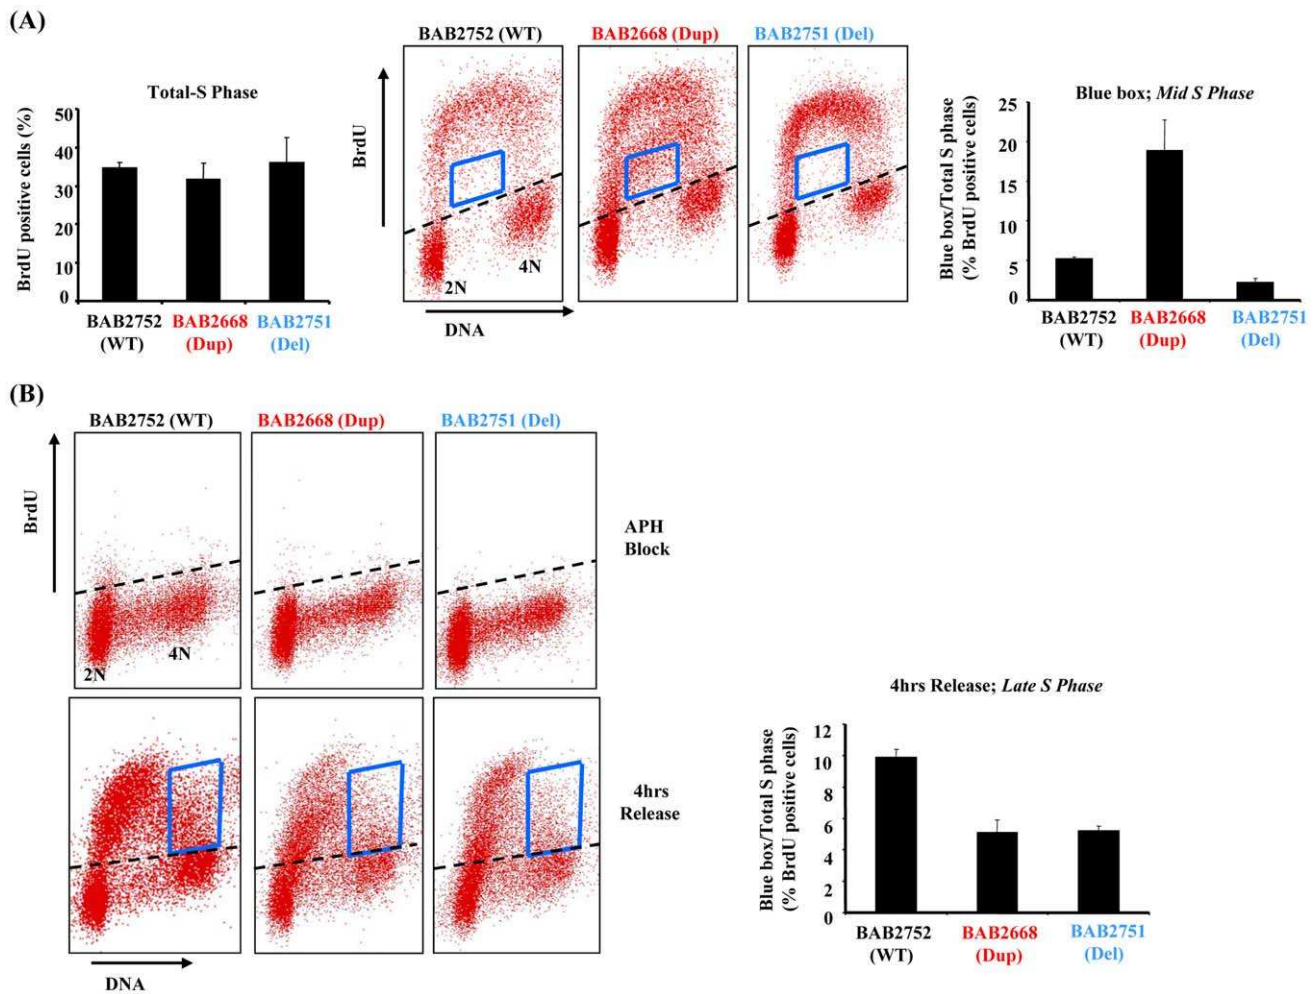 (A)
Total-S Phase
BrdU positive cells (%)
50
40
30
20
10
0
BAB2752
(WT)
BAB2668
(Dup)
BAB2751
(Del)
BAB2752 (WT)
BAB2668 (Dup)
BAB2751 (Del)
BrdU
2N
4N
DNA
Blue box; Mid S Phase
Blue box/Total S phase
(% BrdU positive cells)
25
20
15
10
5
0
BAB2752
(WT)
BAB2668
(Dup)
BAB2751
(Del)
(B)
BAB2752 (WT)
BAB2668 (Dup)
BAB2751 (Del)
BrdU
2N
4N
APH
Block
4hrs
Release
DNA
4hrs Release; Late S Phase
Blue box/Total S phase
(% BrdU positive cells)
12
10
8
6
4
2
0
BAB2752
(WT)
BAB2668
(Dup)
BAB2751
(Del)